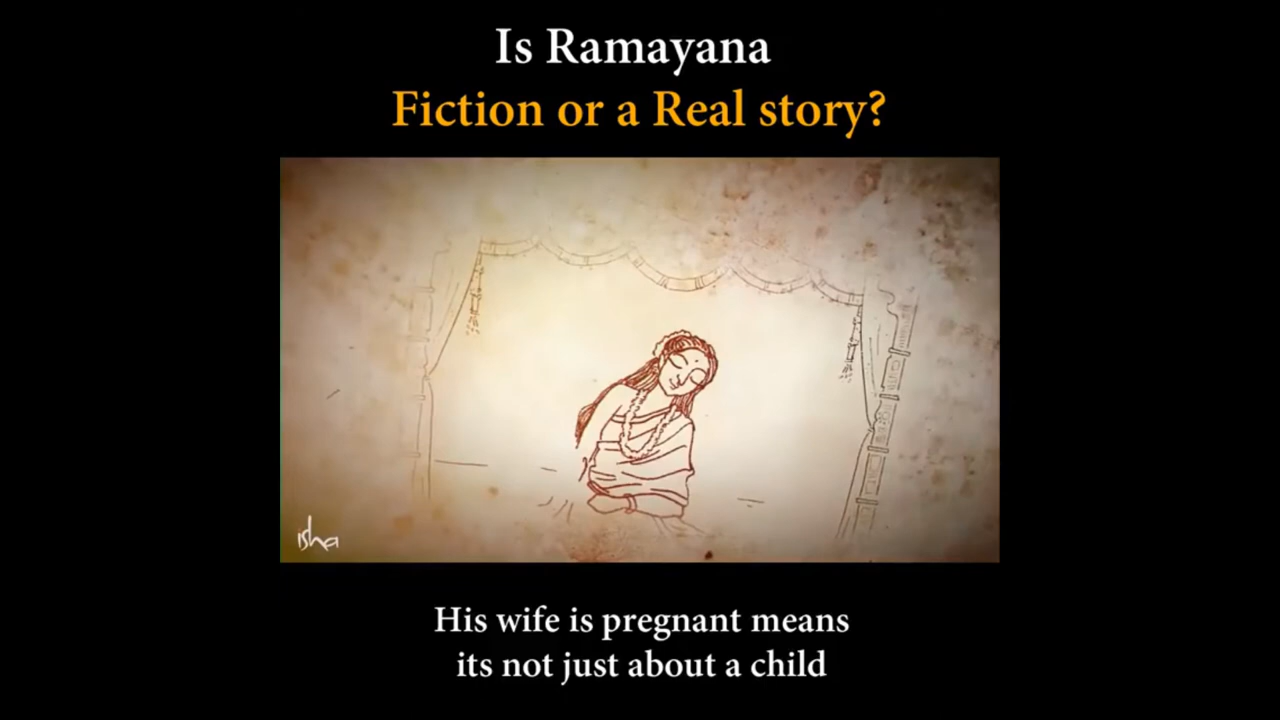 Is Ramayana
Fiction or a Real story?
isha
His wife is pregnant means
its not just about a child